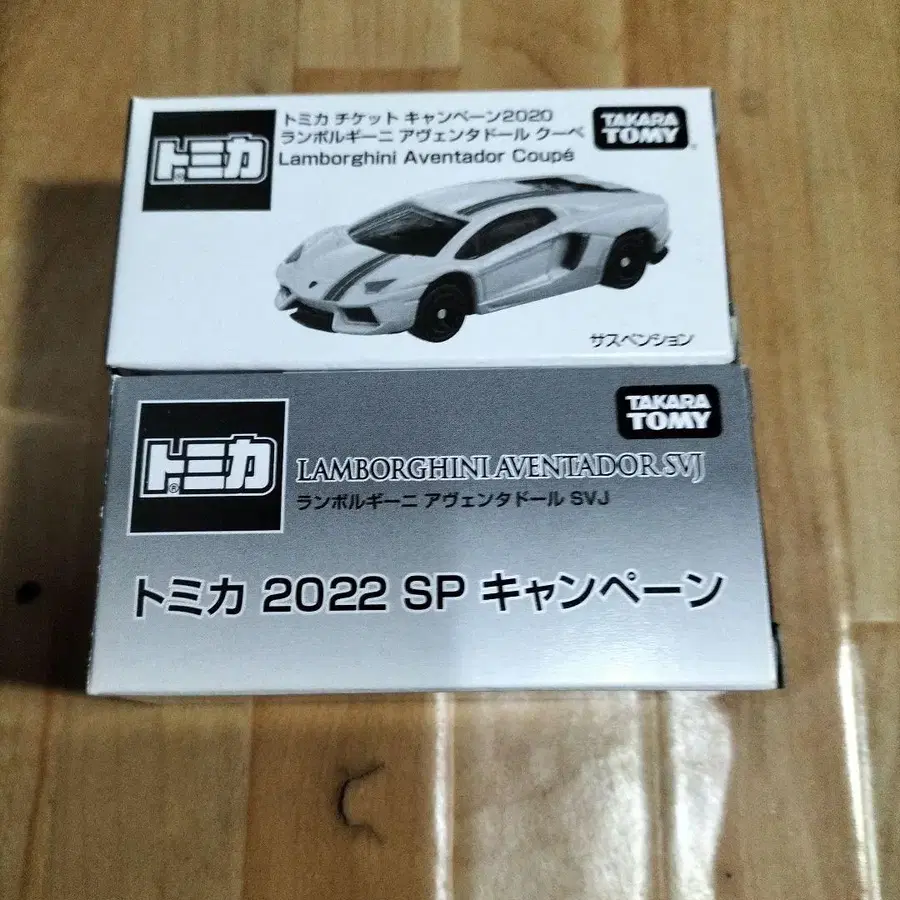 トミカ チケット キャンペーン2020
ランボルギーニ アヴェンタドール クーペ
Lamborghini Aventador Coupé
トミカ®
TAKARA TOMY®
サスペンション
トミカ®
TAKARA TOMY
LAMBORGHINI AVENTADOR SVJ
ランボルギーニ アヴェンタドール SVJ
トミカ 2022 SP キャンペーン